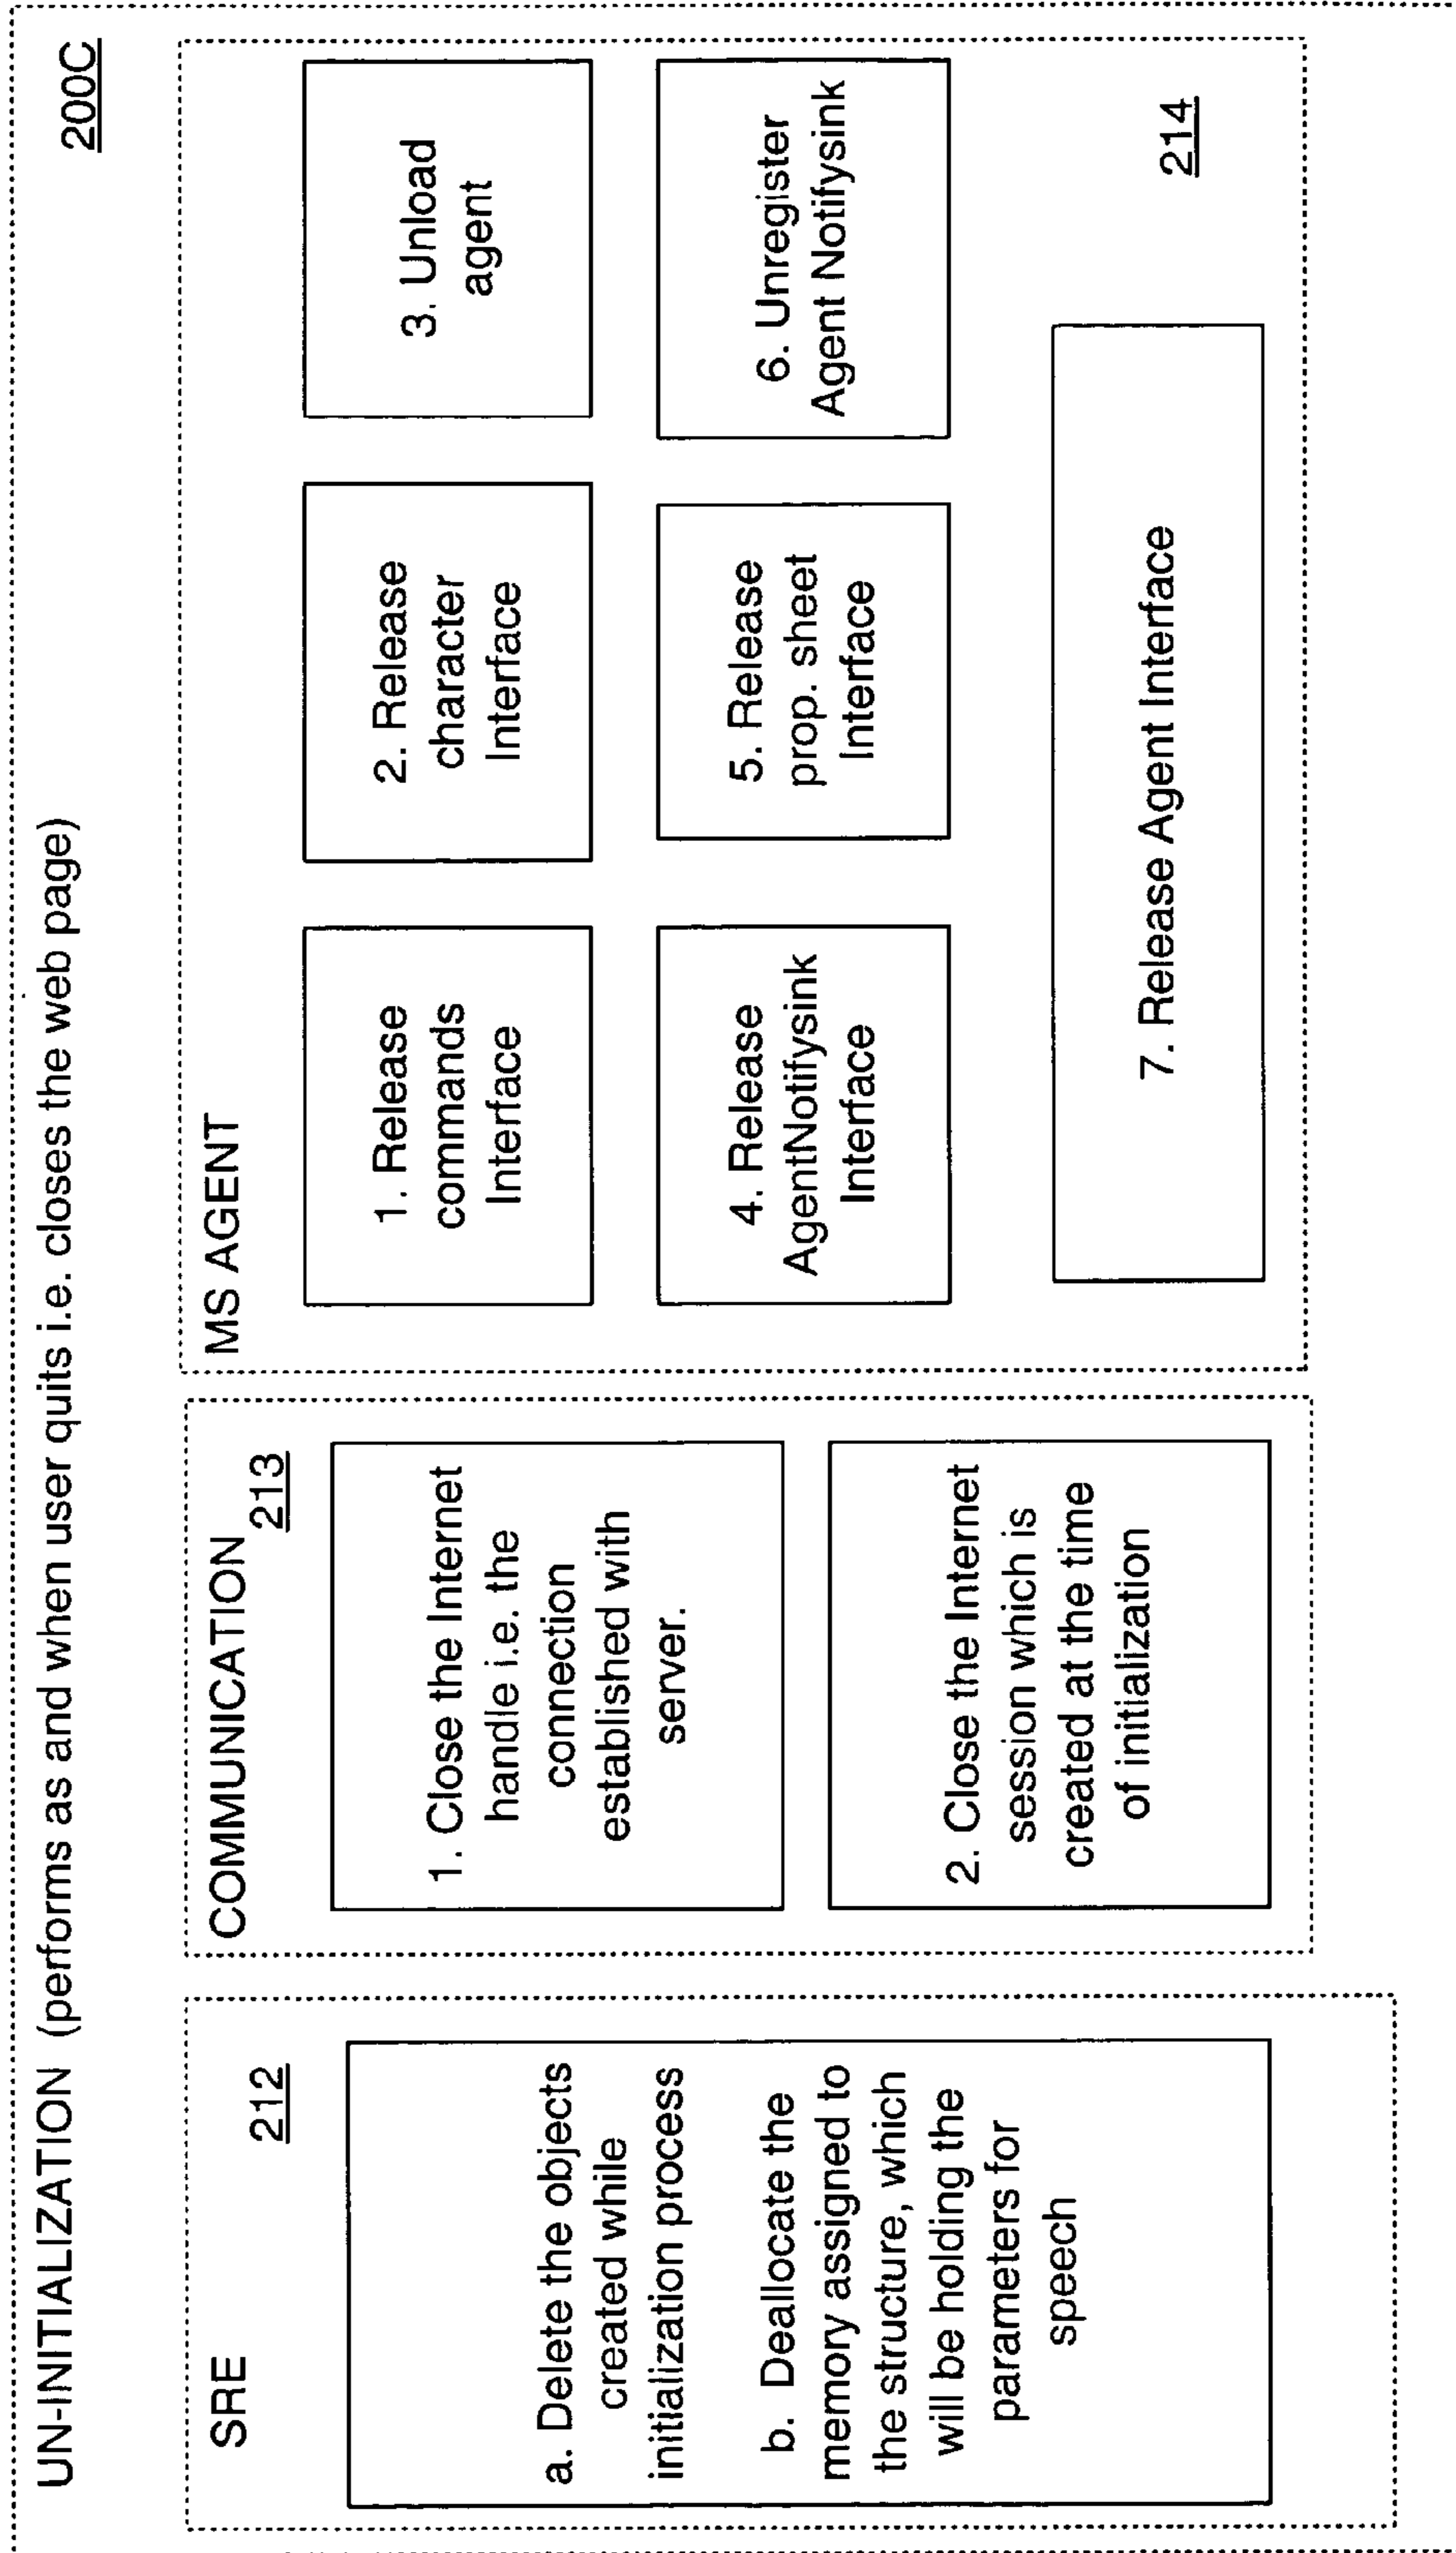 UN-INITIALIZATION (performs as and when user quits i.e. closes the web page)
200C
SRE
212
a. Delete the objects
created while
initialization process
b. Deallocate the
memory assigned to
the structure, which
will be holding the
parameters for
speech
COMMUNICATION
213
1. Close the Internet
handle i.e. the
connection
established with
server.
2. Close the Internet
session which is
created at the time
of initialization
MS AGENT
1. Release
commands
Interface
2. Release
character
Interface
3. Unload
agent
4. Release
AgentNotifysink
Interface
5. Release
prop. sheet
Interface
6. Unregister
Agent Notifysink
7. Release Agent Interface
214